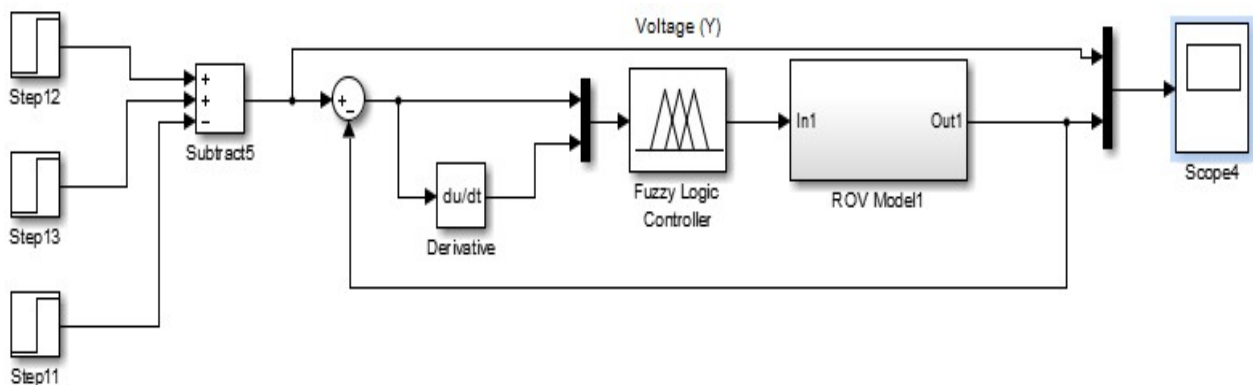 Voltage (Y)
Step12
+
+
−
Subtract5
+
−
Step13
du/dt
Derivative
Fuzzy Logic
Controller
In1
Out1
ROV Model1
Scope4
Step11